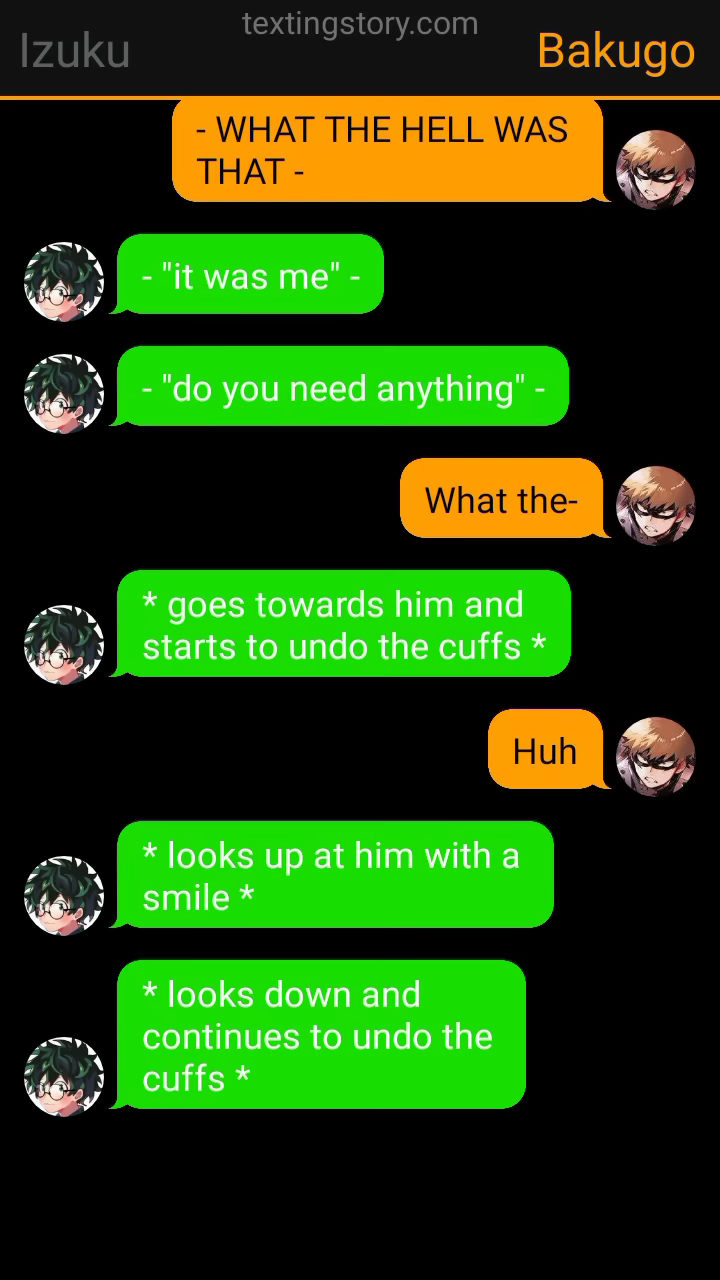 textingstory.com
Izuku
Bakugo
- WHAT THE HELL WAS
THAT -
- "it was me" -
- "do you need anything" -
What the-
* goes towards him and
starts to undo the cuffs *
Huh
* looks up at him with a
smile *
* looks down and
continues to undo the
cuffs *